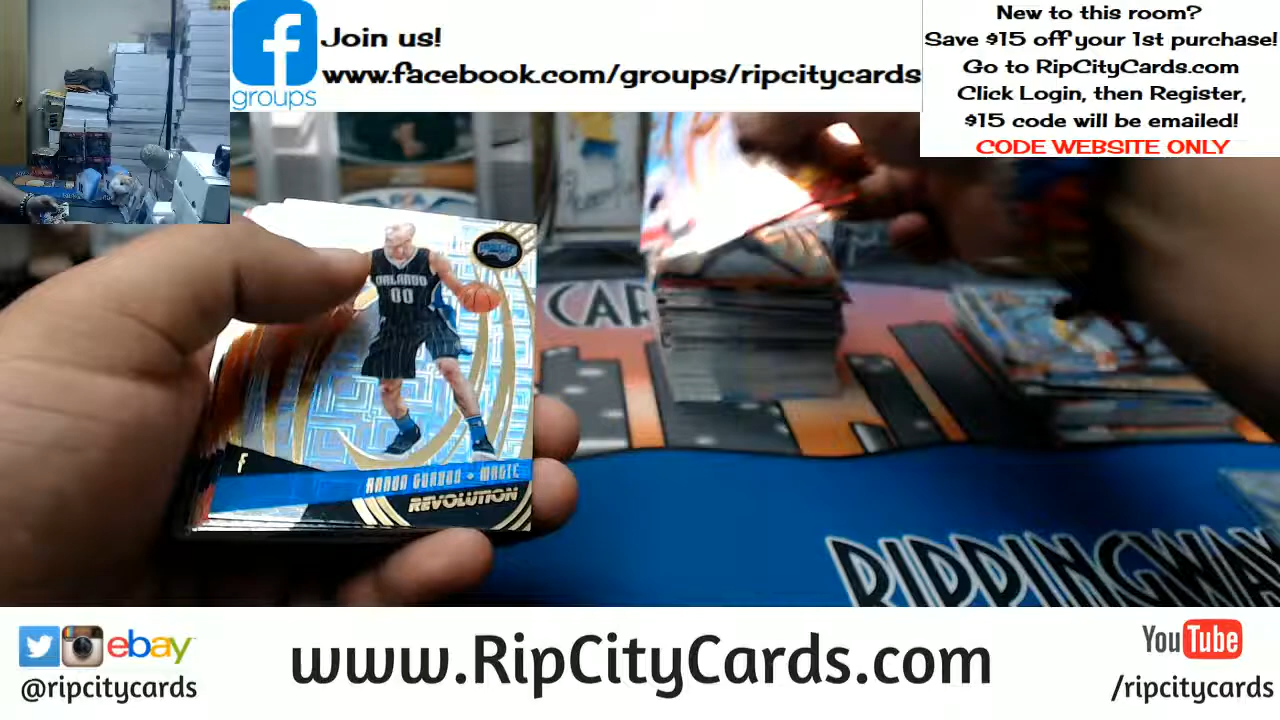 Join us!
www.facebook.com/groups/ripcitycards
groups
New to this room?
Save $15 off your 1st purchase!
Go to RipCityCards.com
Click Login, then Register,
$15 code will be emailed!
CODE WEBSITE ONLY
CAR
ORLANDO
00
F
AARON GORDON • MAGIC
REVOLUTION
RIPPINGWA
ebay
@ripcitycards
www.RipCityCards.com
YouTube
/ripcitycards